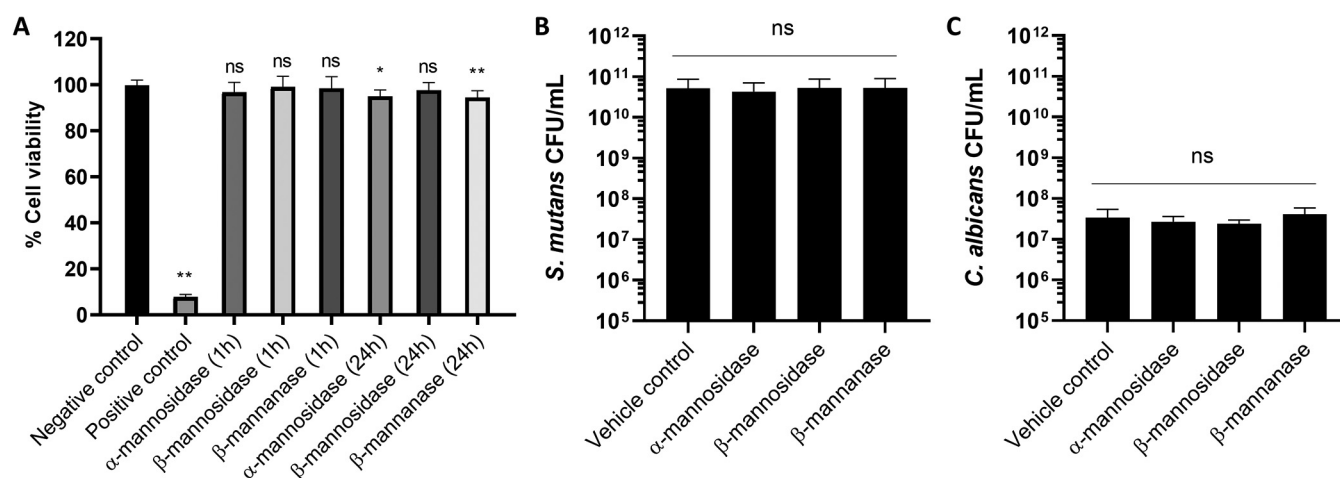 A
% Cell viability
120
100
80
60
40
20
0
**
ns
ns
ns
*
ns
**
Negative control
Positive control
α-mannosidase (1h)
β-mannosidase (1h)
β-mannanase (1h)
α-mannosidase (24h)
β-mannosidase (24h)
β-mannanase (24h)
B
S. mutans CFU/mL
10¹²
10¹¹
10¹⁰
10⁹
10⁸
10⁷
10⁶
10⁵
ns
Vehicle control
α-mannosidase
β-mannosidase
β-mannanase
C
C. albicans CFU/mL
10¹²
10¹¹
10¹⁰
10⁹
10⁸
10⁷
10⁶
10⁵
ns
Vehicle control
α-mannosidase
β-mannosidase
β-mannanase